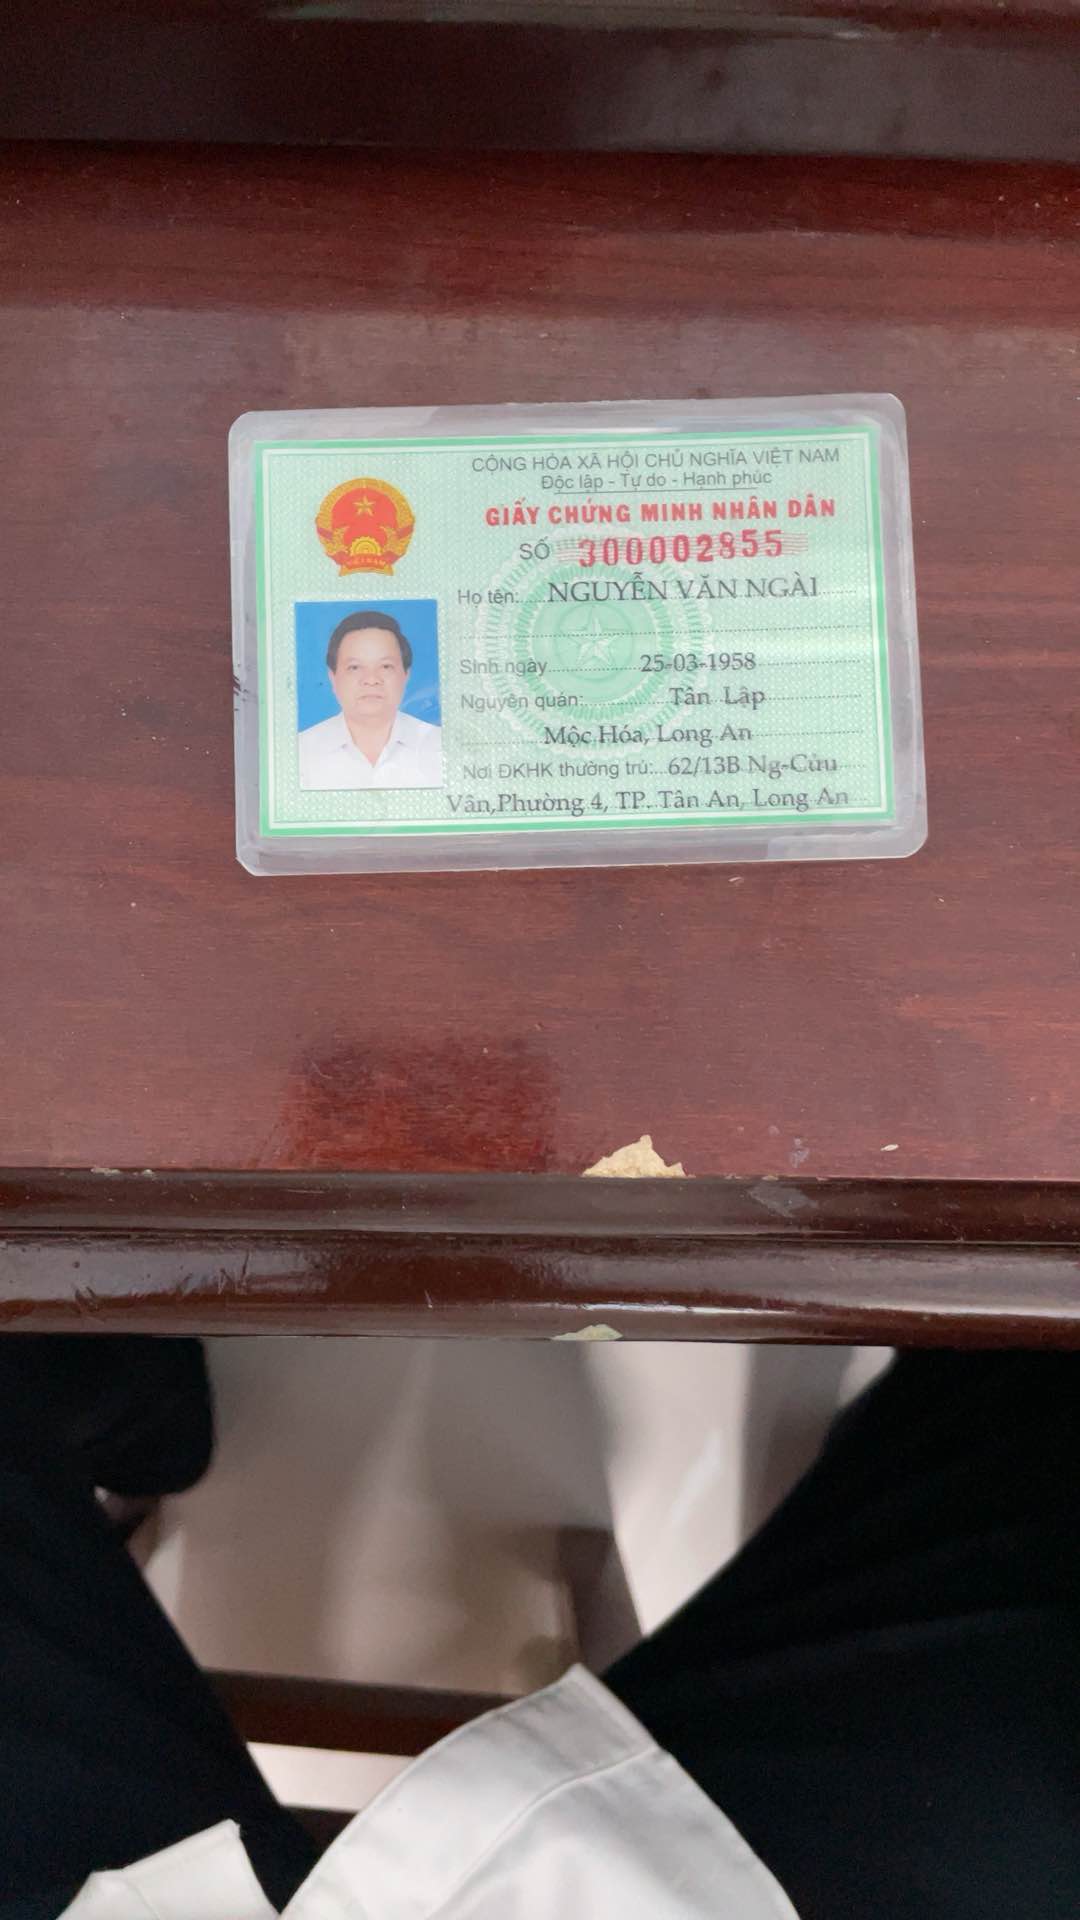 CỘNG HÒA XÃ HỘI CHỦ NGHĨA VIỆT NAM
Độc lập - Tự do - Hạnh phúc
GIẤY CHỨNG MINH NHÂN DÂN
SỐ 300002855
Họ tên: NGUYỄN VĂN NGÀI
Sinh ngày 25-03-1958
Nguyên quán: Tân Lập
Mộc Hóa, Long An
Nơi ĐKHK thường trú: 62/13B Ng-Cửu
Vân,Phường 4, TP. Tân An, Long An
VIỆT NAM